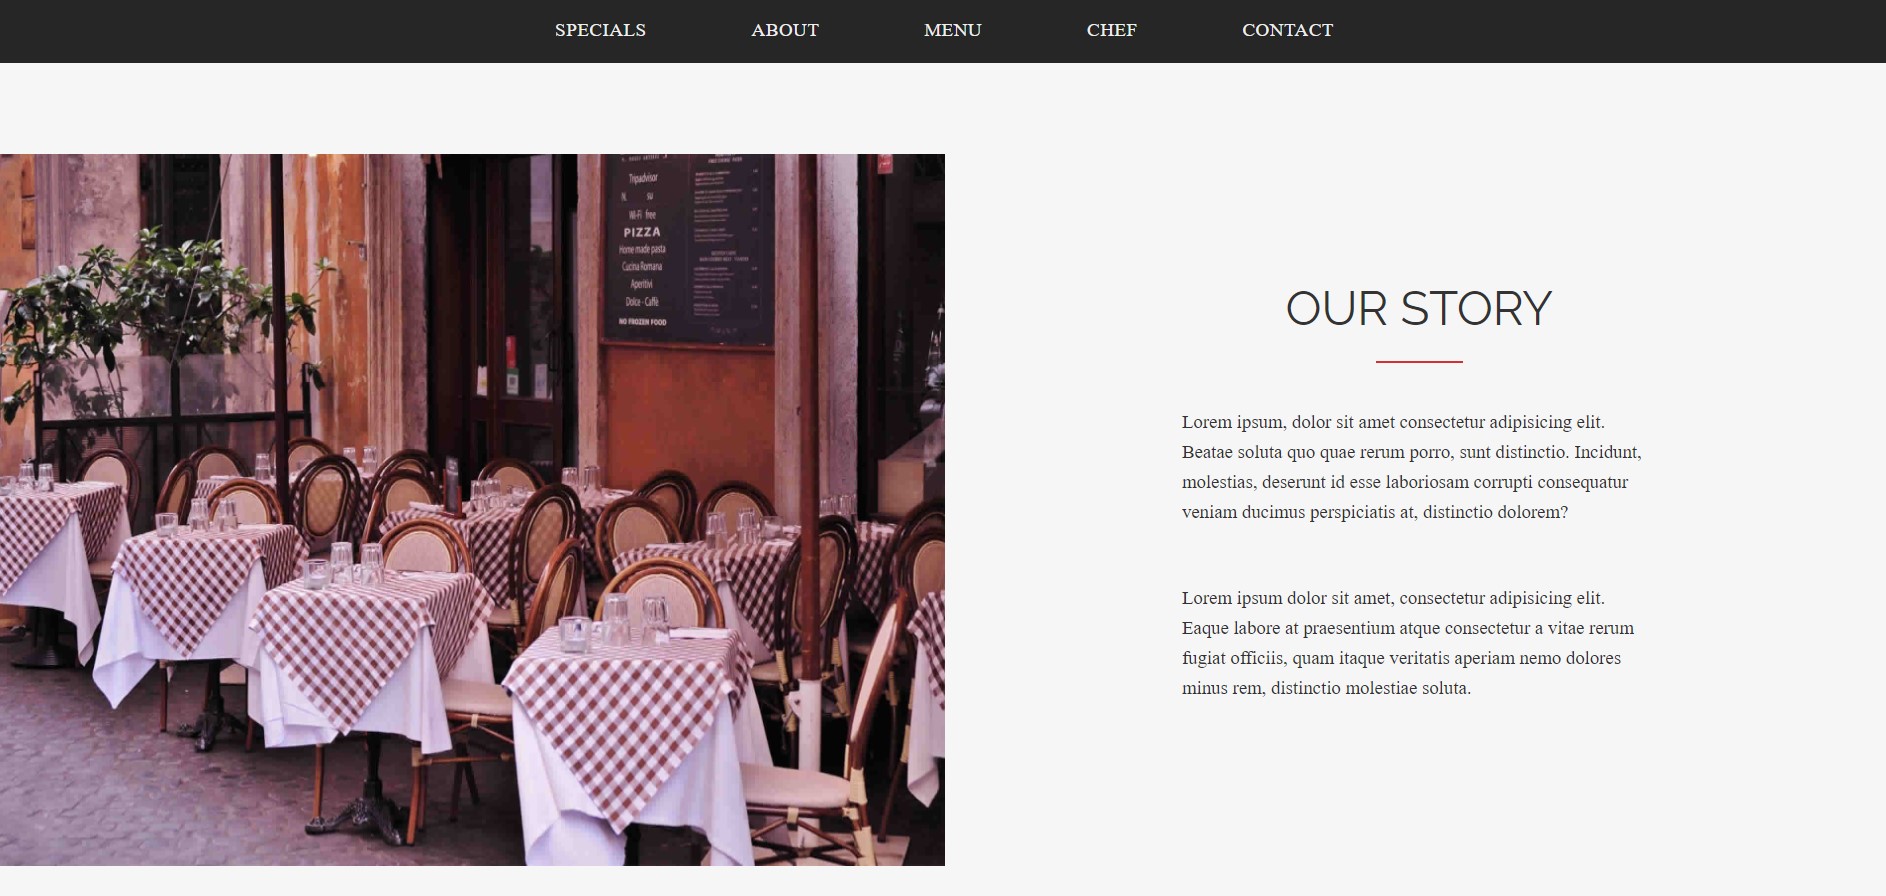 SPECIALS ABOUT MENU CHEF CONTACT
Tripadvisor
N. su
Wi-Fi free
PIZZA
Home made pasta
Cucina Romana
Aperitivi
Dolce - Caffè
NO FROZEN FOOD
OUR STORY
Lorem ipsum, dolor sit amet consectetur adipisicing elit.
Beatae soluta quo quae rerum porro, sunt distinctio. Incidunt,
molestias, deserunt id esse laboriosam corrupti consequatur
veniam ducimus perspiciatis at, distinctio dolorem?
Lorem ipsum dolor sit amet, consectetur adipisicing elit.
Eaque labore at praesentium atque consectetur a vitae rerum
fugiat officiis, quam itaque veritatis aperiam nemo dolores
minus rem, distinctio molestiae soluta.